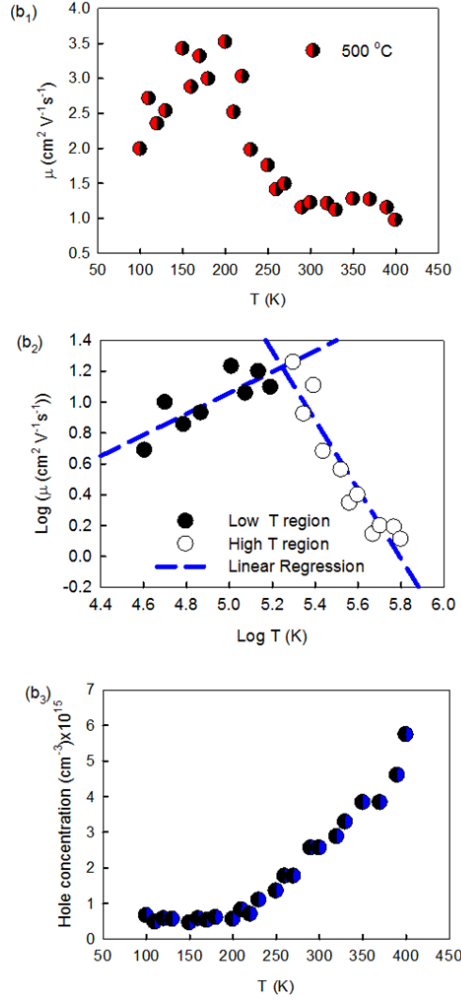 (b₁)
4.0
3.5
3.0
2.5
2.0
1.5
1.0
0.5
μ (cm² V⁻¹s⁻¹)
500 °C
50 100 150 200 250 300 350 400 450
T (K)
(b₂)
1.4
1.2
1.0
0.8
0.6
0.4
0.2
0.0
-0.2
Log (μ (cm² V⁻¹s⁻¹))
Low T region
High T region
Linear Regression
4.4 4.6 4.8 5.0 5.2 5.4 5.6 5.8 6.0
Log T (K)
(b₃)
7
6
5
4
3
2
1
0
Hole concentration (cm⁻³)x10¹⁵
50 100 150 200 250 300 350 400 450
T (K)